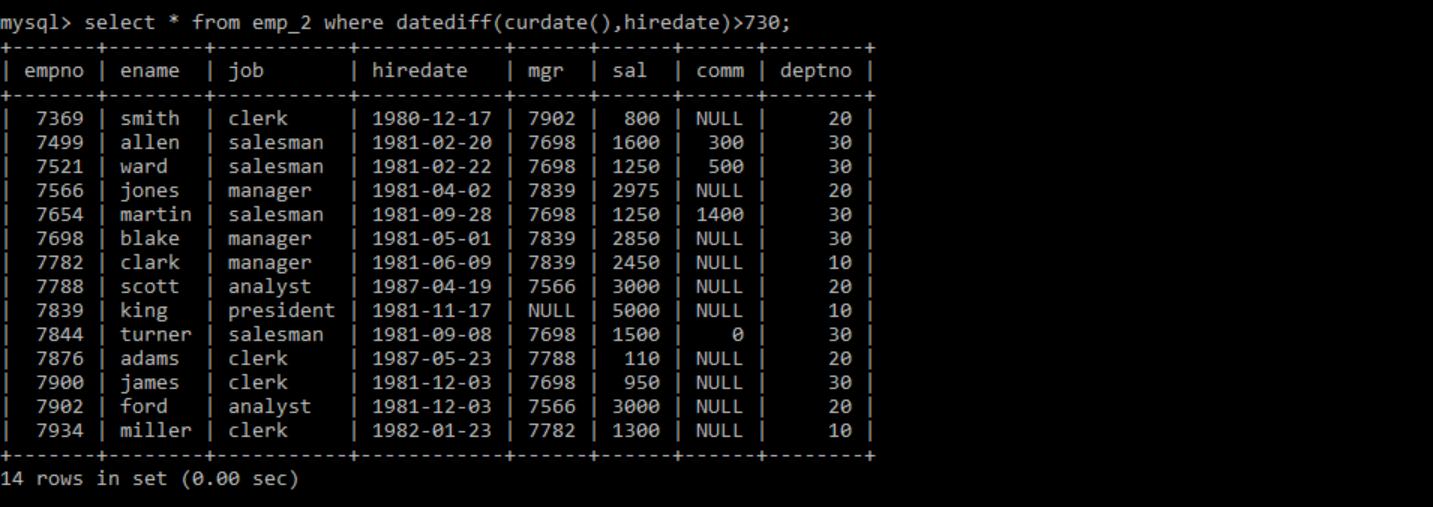 mysql> select * from emp_2 where datediff(curdate(),hiredate)>730;
+-------+--------+-----------+------------+------+------+------+--------+
| empno | ename  | job       | hiredate   | mgr  | sal  | comm | deptno |
+-------+--------+-----------+------------+------+------+------+--------+
|  7369 | smith  | clerk     | 1980-12-17 | 7902 |  800 | NULL |     20 |
|  7499 | allen  | salesman  | 1981-02-20 | 7698 | 1600 |  300 |     30 |
|  7521 | ward   | salesman  | 1981-02-22 | 7698 | 1250 |  500 |     30 |
|  7566 | jones  | manager   | 1981-04-02 | 7839 | 2975 | NULL |     20 |
|  7654 | martin | salesman  | 1981-09-28 | 7698 | 1250 | 1400 |     30 |
|  7698 | blake  | manager   | 1981-05-01 | 7839 | 2850 | NULL |     30 |
|  7782 | clark  | manager   | 1981-06-09 | 7839 | 2450 | NULL |     10 |
|  7788 | scott  | analyst   | 1987-04-19 | 7566 | 3000 | NULL |     20 |
|  7839 | king   | president | 1981-11-17 | NULL | 5000 | NULL |     10 |
|  7844 | turner | salesman  | 1981-09-08 | 7698 | 1500 |    0 |     30 |
|  7876 | adams  | clerk     | 1987-05-23 | 7788 |  110 | NULL |     20 |
|  7900 | james  | clerk     | 1981-12-03 | 7698 |  950 | NULL |     30 |
|  7902 | ford   | analyst   | 1981-12-03 | 7566 | 3000 | NULL |     20 |
|  7934 | miller | clerk     | 1982-01-23 | 7782 | 1300 | NULL |     10 |
+-------+--------+-----------+------------+------+------+------+--------+
14 rows in set (0.00 sec)